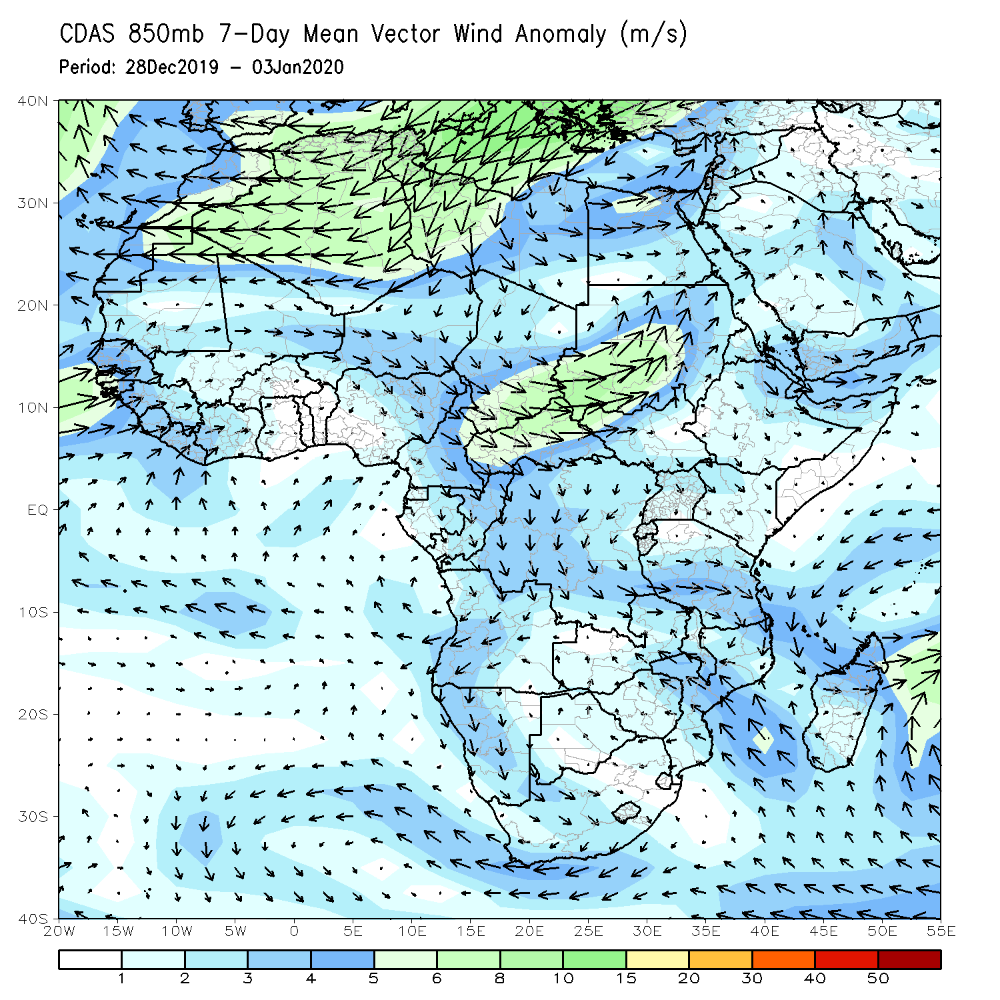 CDAS 850mb 7-Day Mean Vector Wind Anomaly (m/s)
Period: 28Dec2019 - 03Jan2020
40N
30N
20N
10N
EQ
10S
20S
30S
40S
20W 15W 10W 5W 0 5E 10E 15E 20E 25E 30E 35E 40E 45E 50E 55E
1 2 3 4 5 6 8 10 15 20 30 40 50